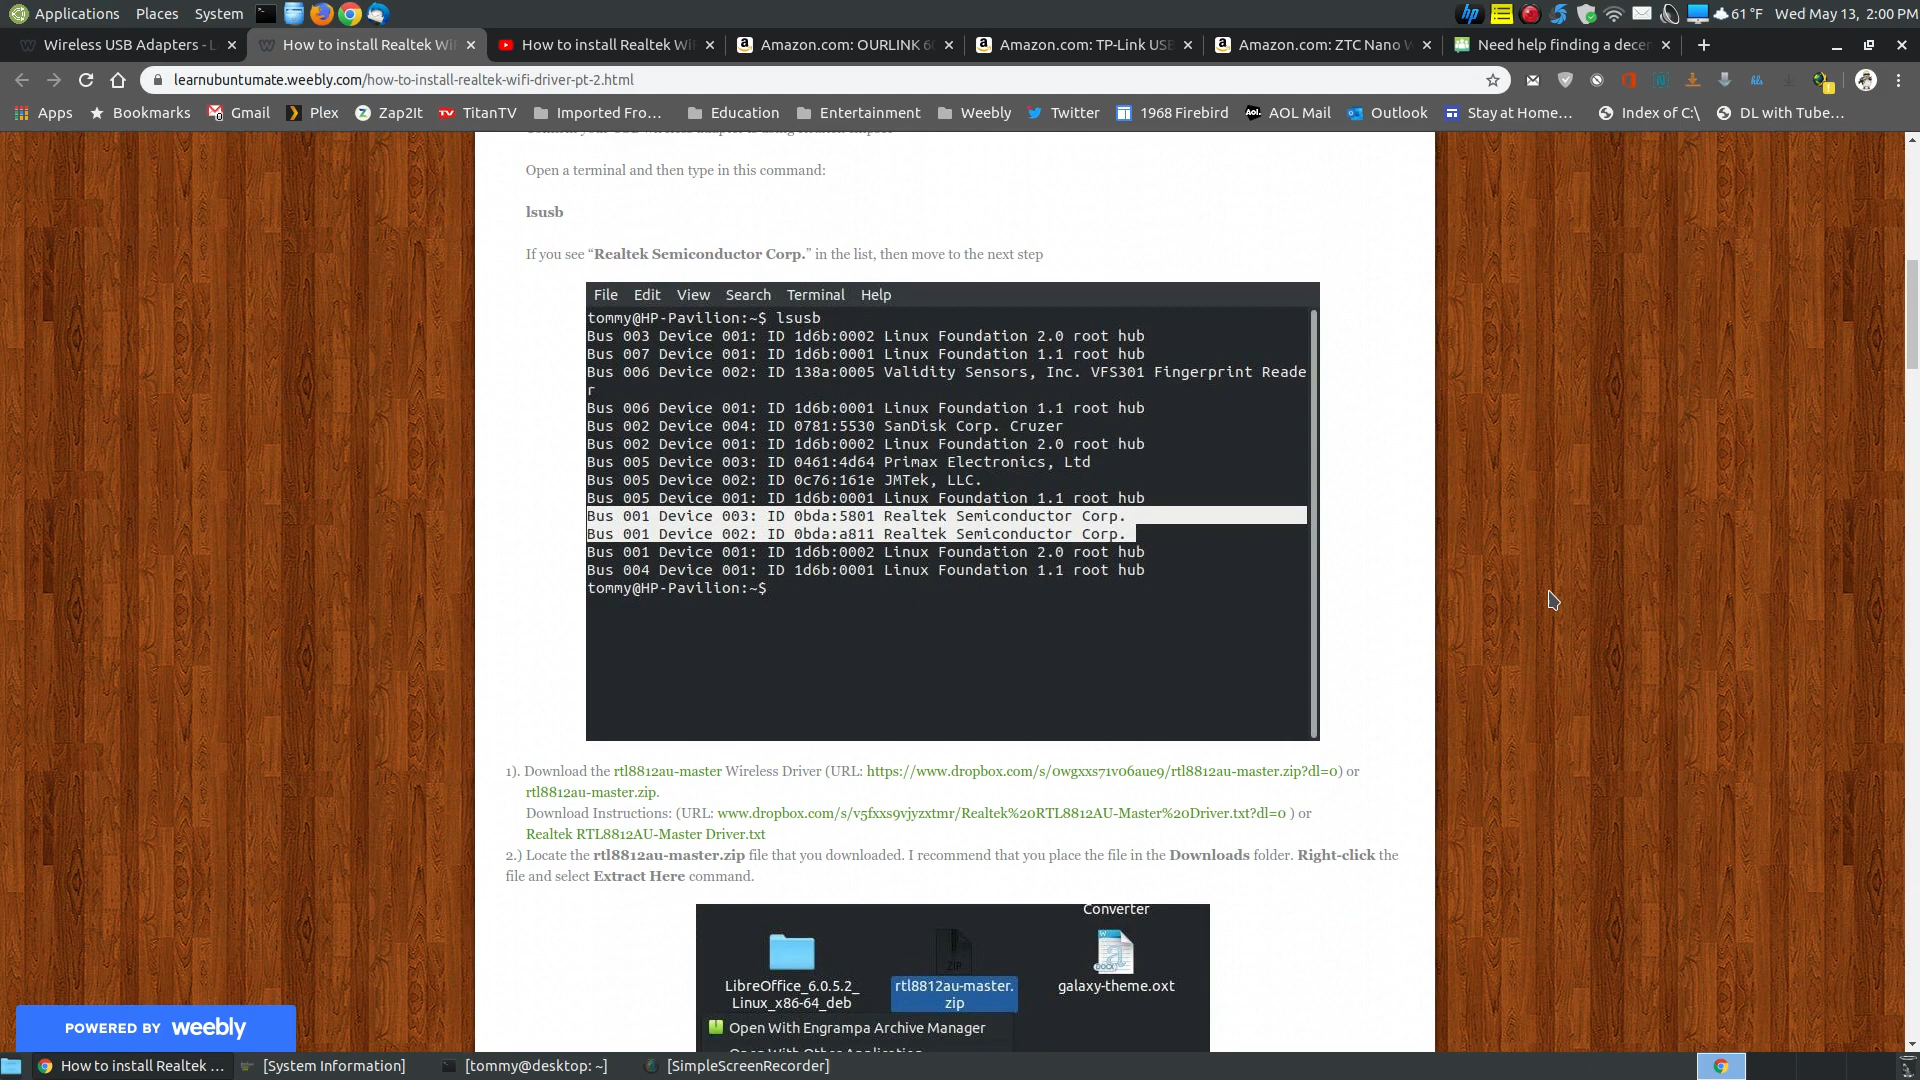 Applications Places System
61 °F Wed May 13, 2:00 PM
Wireless USB Adapters - L
How to install Realtek WiF
How to install Realtek WiF
Amazon.com: OURLINK 60
Amazon.com: TP-Link USB
Amazon.com: ZTC Nano W
Need help finding a decen
learnubuntumate.weebly.com/how-to-install-realtek-wifi-driver-pt-2.html
Apps Bookmarks Gmail Plex Zap2It TitanTV Imported Fro... Education Entertainment Weebly Twitter 1968 Firebird AOL Mail Outlook Stay at Home... Index of C:\ DL with Tube...
Open a terminal and then type in this command:
lsusb
If you see “Realtek Semiconductor Corp.” in the list, then move to the next step
File Edit View Search Terminal Help
tommy@HP-Pavilion:~$ lsusb
Bus 003 Device 001: ID 1d6b:0002 Linux Foundation 2.0 root hub
Bus 007 Device 001: ID 1d6b:0001 Linux Foundation 1.1 root hub
Bus 006 Device 002: ID 138a:0005 Validity Sensors, Inc. VFS301 Fingerprint Reade
r
Bus 006 Device 001: ID 1d6b:0001 Linux Foundation 1.1 root hub
Bus 002 Device 004: ID 0781:5530 SanDisk Corp. Cruzer
Bus 002 Device 001: ID 1d6b:0002 Linux Foundation 2.0 root hub
Bus 005 Device 003: ID 0461:4d64 Primax Electronics, Ltd
Bus 005 Device 002: ID 0c76:161e JMTek, LLC.
Bus 005 Device 001: ID 1d6b:0001 Linux Foundation 1.1 root hub
Bus 001 Device 003: ID 0bda:5801 Realtek Semiconductor Corp.
Bus 001 Device 002: ID 0bda:a811 Realtek Semiconductor Corp.
Bus 001 Device 001: ID 1d6b:0002 Linux Foundation 2.0 root hub
Bus 004 Device 001: ID 1d6b:0001 Linux Foundation 1.1 root hub
tommy@HP-Pavilion:~$
1). Download the rtl8812au-master Wireless Driver (URL: https://www.dropbox.com/s/0wgxxs71v06aue9/rtl8812au-master.zip?dl=0) or
rtl8812au-master.zip.
Download Instructions: (URL: www.dropbox.com/s/v5fxxs9vjyzxtmr/Realtek%20RTL8812AU-Master%20Driver.txt?dl=0 ) or
Realtek RTL8812AU-Master Driver.txt
2.) Locate the rtl8812au-master.zip file that you downloaded. I recommend that you place the file in the Downloads folder. Right-click the
file and select Extract Here command.
Converter
LibreOffice_6.0.5.2_
Linux_x86-64_deb
ZIP
rtl8812au-master.
zip
DOCX
galaxy-theme.oxt
Open With Engrampa Archive Manager
POWERED BY weebly
How to install Realtek ...
[System Information]
[tommy@desktop: ~]
[SimpleScreenRecorder]